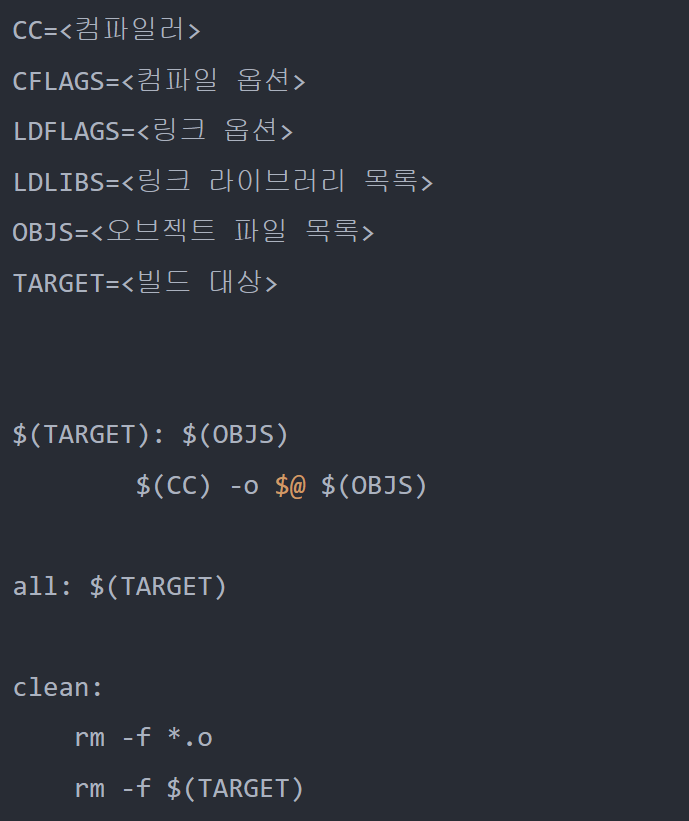 CC=<컴파일러>
CFLAGS=<컴파일 옵션>
LDFLAGS=<링크 옵션>
LDLIBS=<링크 라이브러리 목록>
OBJS=<오브젝트 파일 목록>
TARGET=<빌드 대상>
$(TARGET): $(OBJS)
$(CC) -o $@ $(OBJS)
all: $(TARGET)
clean:
rm -f *.o
rm -f $(TARGET)